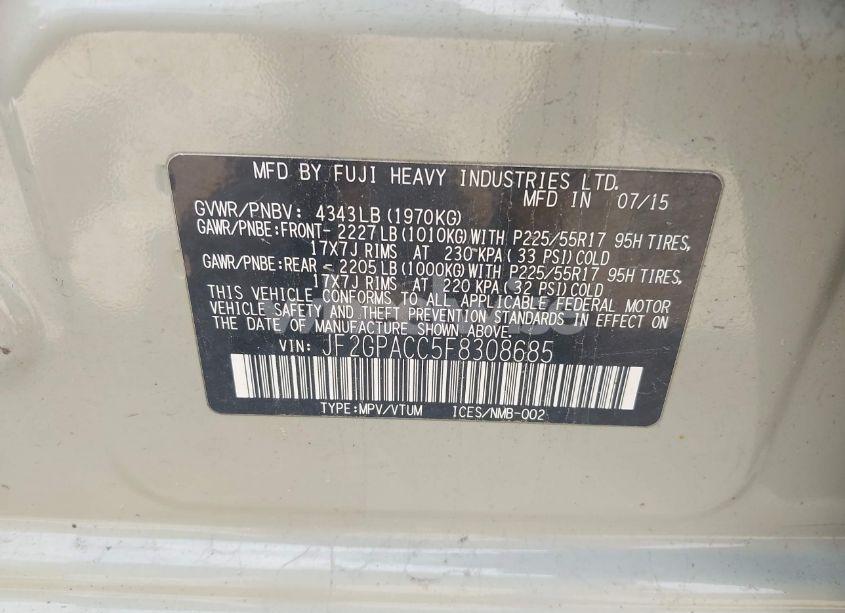 MFD BY FUJI HEAVY INDUSTRIES LTD.
MFD IN 07/15
GVWR/PNBV: 4343LB(1970KG)
GAWR/PNBE:FRONT- 2227LB(1010KG)WITH P225/55R17 95H TIRES,
17X7J RIMS AT 230 KPA( 33 PSI)COLD
GAWR/PNBE:REAR - 2205LB(1000KG)WITH P225/55R17 95H TIRES,
17X7J RIMS AT 220 KPA(32 PSI)COLD
THIS VEHICLE CONFORMS TO ALL APPLICABLE FEDERAL MOTOR
VEHICLE SAFETY AND THEFT PREVENTION STANDARDS IN EFFECT ON
THE DATE OF MANUFACTURE SHOWN ABOVE.
VIN: JF2GPACC5F8308685
TYPE:MPV/VTUM ICES/NMB-002